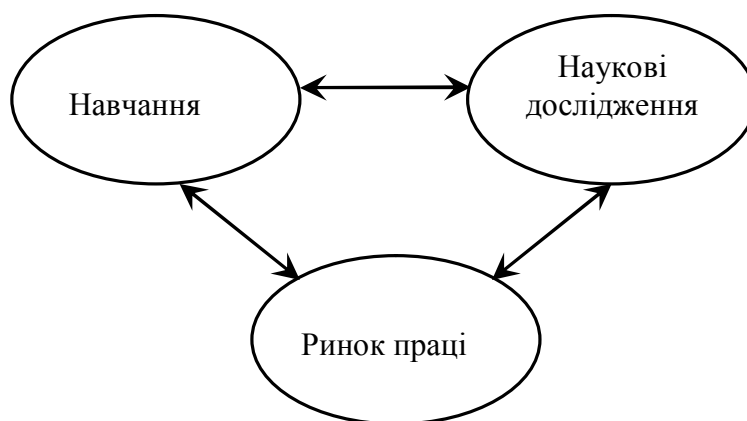 Навчання
Наукові
дослідження
Ринок праці